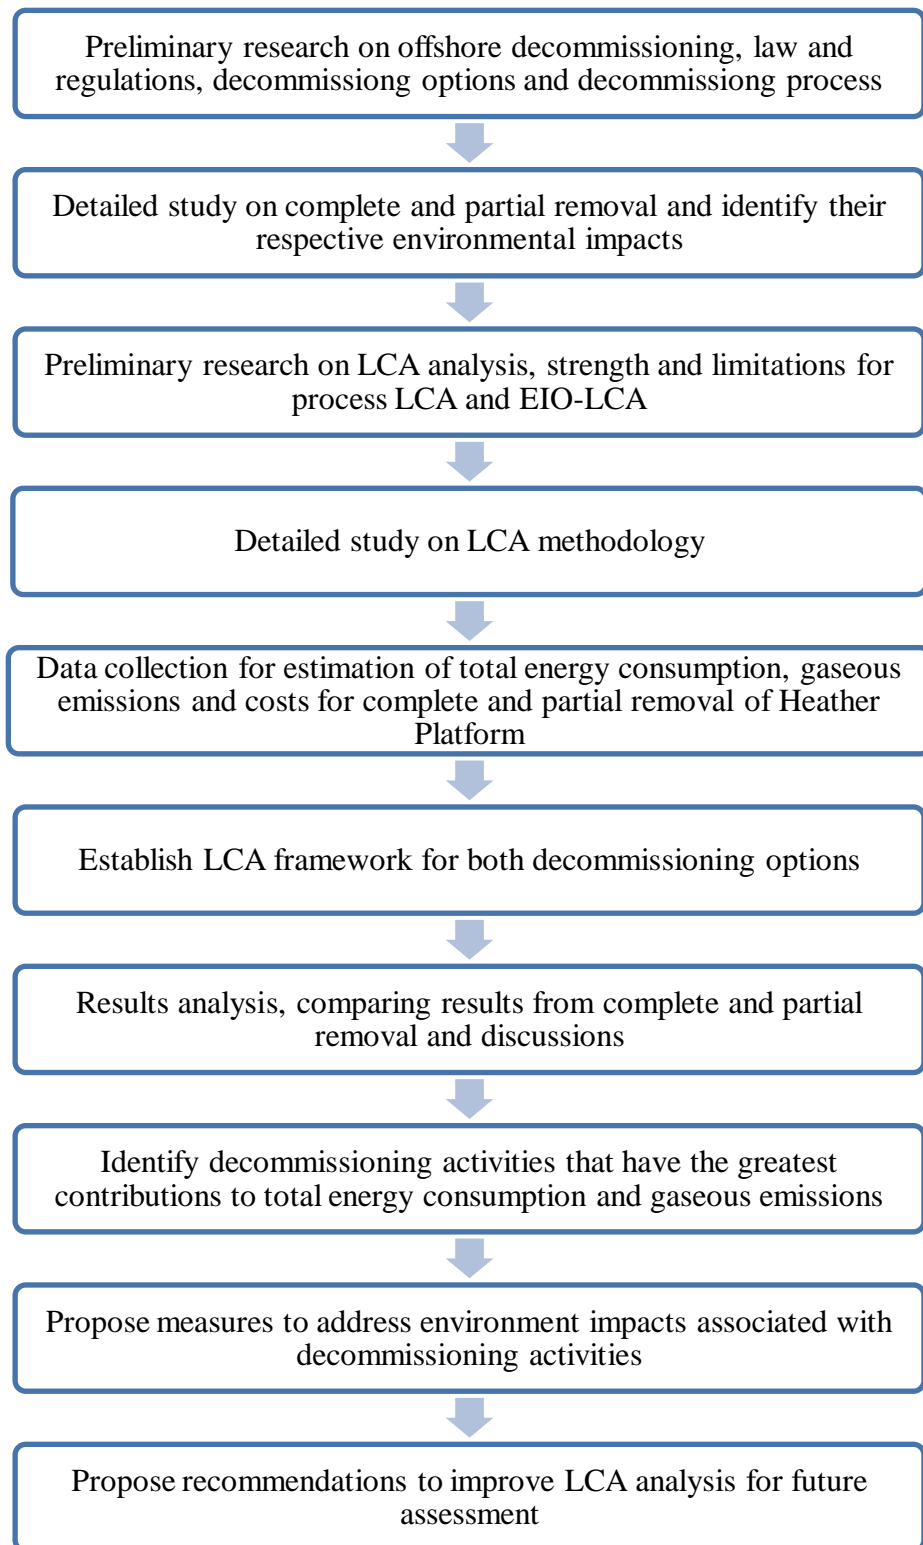 Preliminary research on offshore decommissioning, law and
regulations, decommissiong options and decommissiong process
Detailed study on complete and partial removal and identify their
respective environmental impacts
Preliminary research on LCA analysis, strength and limitations for
process LCA and EIO-LCA
Detailed study on LCA methodology
Data collection for estimation of total energy consumption, gaseous
emissions and costs for complete and partial removal of Heather
Platform
Establish LCA framework for both decommissioning options
Results analysis, comparing results from complete and partial
removal and discussions
Identify decommissioning activities that have the greatest
contributions to total energy consumption and gaseous emissions
Propose measures to address environment impacts associated with
decommissioning activities
Propose recommendations to improve LCA analysis for future
assessment